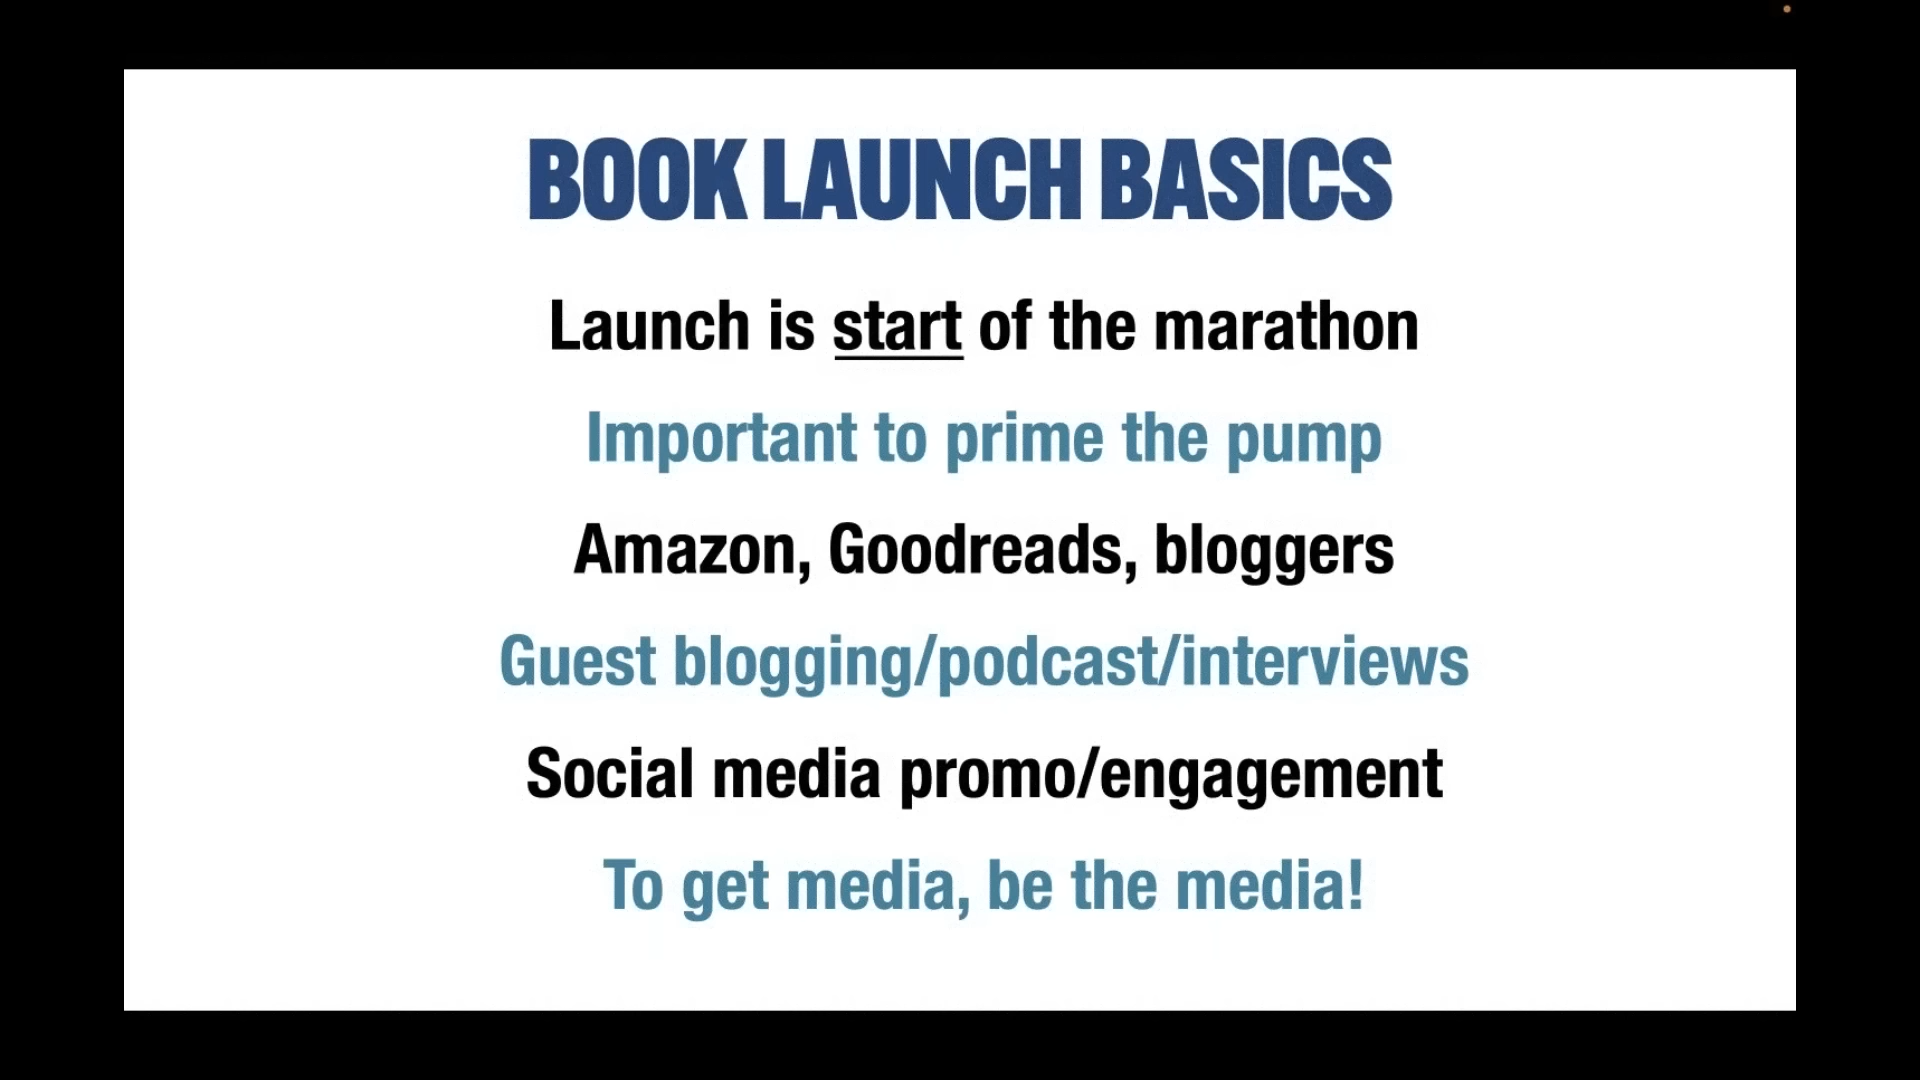 BOOK LAUNCH BASICS
Launch is start of the marathon
Important to prime the pump
Amazon, Goodreads, bloggers
Guest blogging/podcast/interviews
Social media promo/engagement
To get media, be the media!